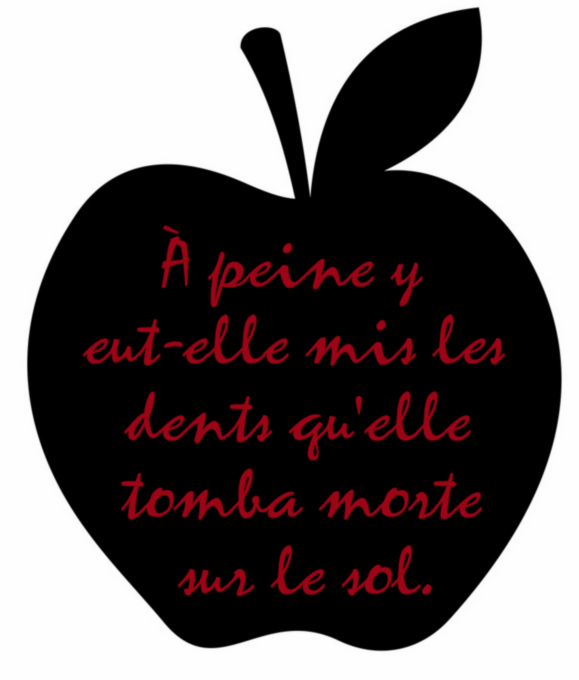 À peine y
eut-elle mis les
dents qu'elle
tomba morte
sur le sol.